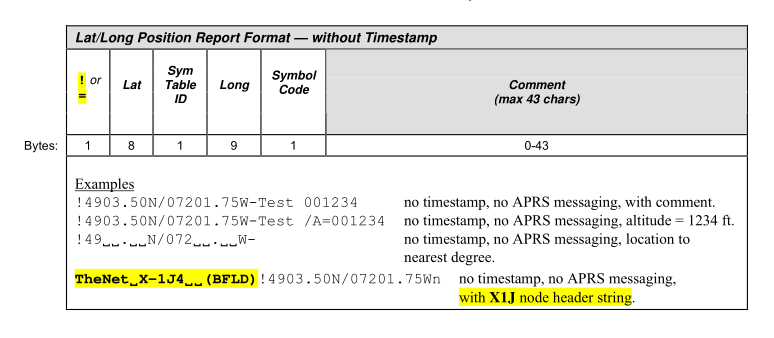 Lat/Long Position Report Format — without Timestamp
! or
=
Lat
Sym
Table
ID
Long
Symbol
Code
Comment
(max 43 chars)
Bytes: 1 8 1 9 1 0-43
Examples
!4903.50N/07201.75W-Test 001234 no timestamp, no APRS messaging, with comment.
!4903.50N/07201.75W-Test /A=001234 no timestamp, no APRS messaging, altitude = 1234 ft.
!49␣␣.␣␣N/072␣␣.␣␣W- no timestamp, no APRS messaging, location to
nearest degree.
TheNet␣X-1J4␣␣(BFLD)!4903.50N/07201.75Wn no timestamp, no APRS messaging,
with X1J node header string.